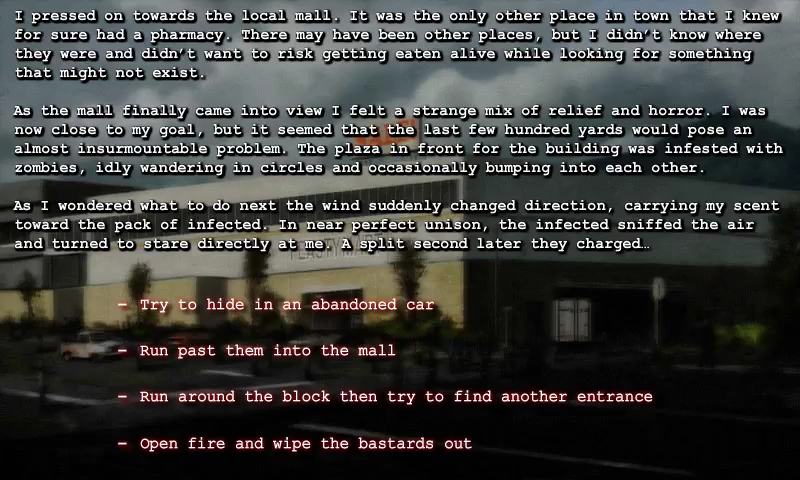 I pressed on towards the local mall. It was the only other place in town that I knew
for sure had a pharmacy. There may have been other places, but I didn’t know where
they were and didn’t want to risk getting eaten alive while looking for something
that might not exist.
As the mall finally came into view I felt a strange mix of relief and horror. I was
now close to my goal, but it seemed that the last few hundred yards would pose an
almost insurmountable problem. The plaza in front for the building was infested with
zombies, idly wandering in circles and occasionally bumping into each other.
As I wondered what to do next the wind suddenly changed direction, carrying my scent
toward the pack of infected. In near perfect unison, the infected sniffed the air
and turned to stare directly at me. A split second later they charged…
– Try to hide in an abandoned car
– Run past them into the mall
– Run around the block then try to find another entrance
– Open fire and wipe the bastards out